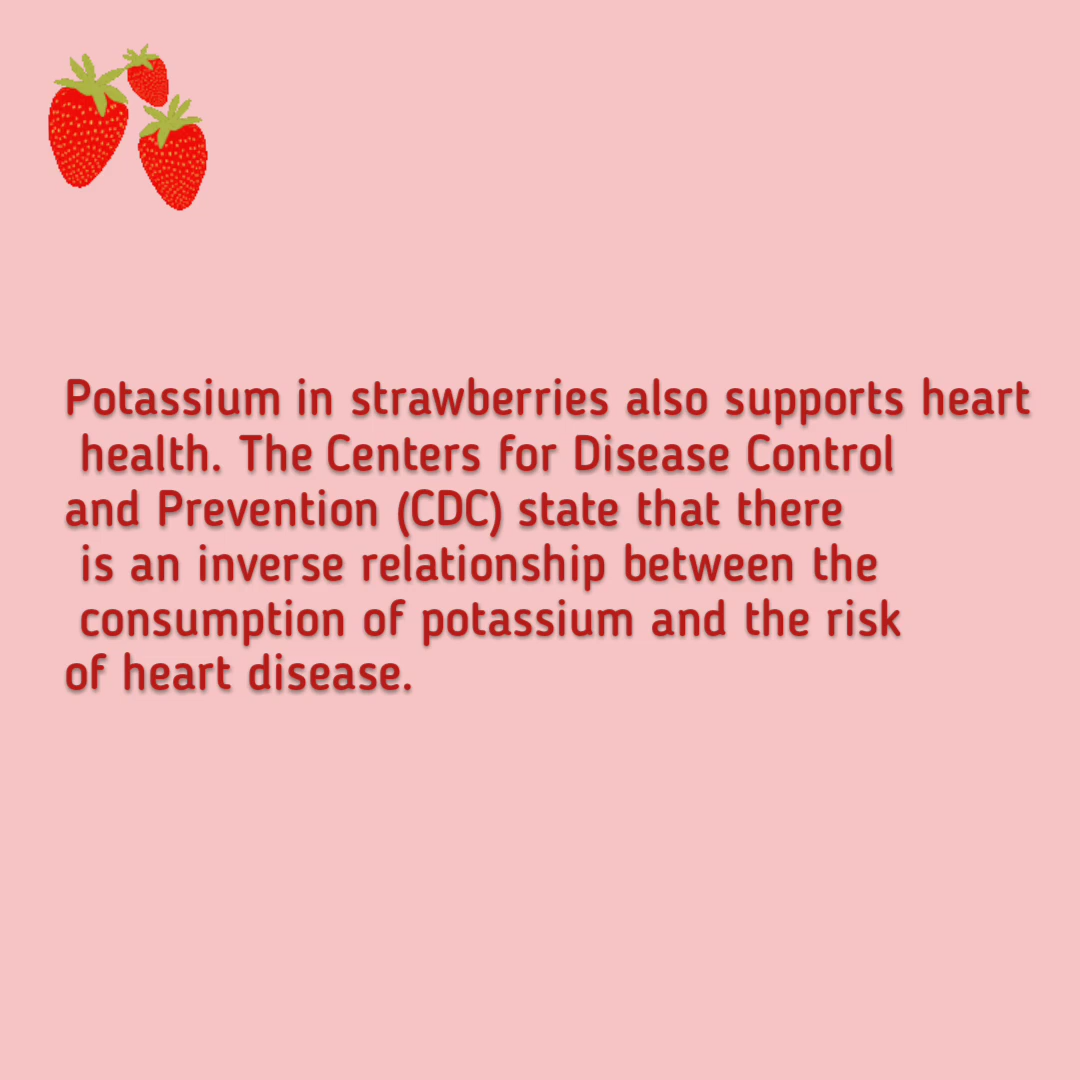 Potassium in strawberries also supports heart
health. The Centers for Disease Control
and Prevention (CDC) state that there
is an inverse relationship between the
consumption of potassium and the risk
of heart disease.